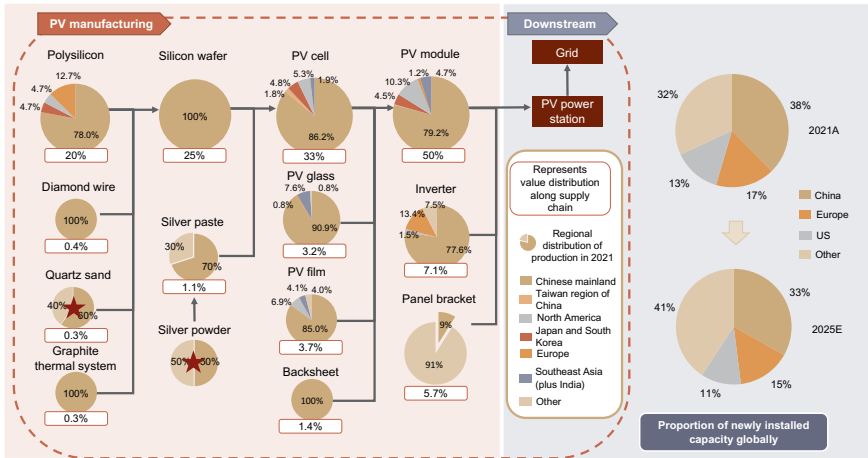 PV manufacturing
Downstream
Polysilicon
12.7%
4.7%
4.7%
78.0%
20%
Silicon wafer
100%
25%
PV cell
5.3%
1.9%
4.8%
1.8%
86.2%
33%
PV module
1.2%
4.7%
10.3%
4.5%
79.2%
50%
Grid
PV power
station
Diamond wire
100%
0.4%
Silver paste
30%
70%
1.1%
PV glass
7.6%
0.8%
0.8%
90.9%
3.2%
Inverter
7.5%
13.4%
1.5%
77.6%
7.1%
Quartz sand
40%
60%
0.3%
Silver powder
50%
50%
PV film
4.1%
4.0%
6.9%
85.0%
3.7%
Panel bracket
9%
91%
5.7%
Graphite
thermal system
100%
0.3%
Backsheet
100%
1.4%
Represents
value distribution
along supply
chain
Regional
distribution of
production in 2021
Chinese mainland
Taiwan region of
China
North America
Japan and South
Korea
Europe
Southeast Asia
(plus India)
Other
32%
38%
2021A
13%
17%
China
Europe
US
Other
41%
33%
2025E
11%
15%
Proportion of newly installed
capacity globally